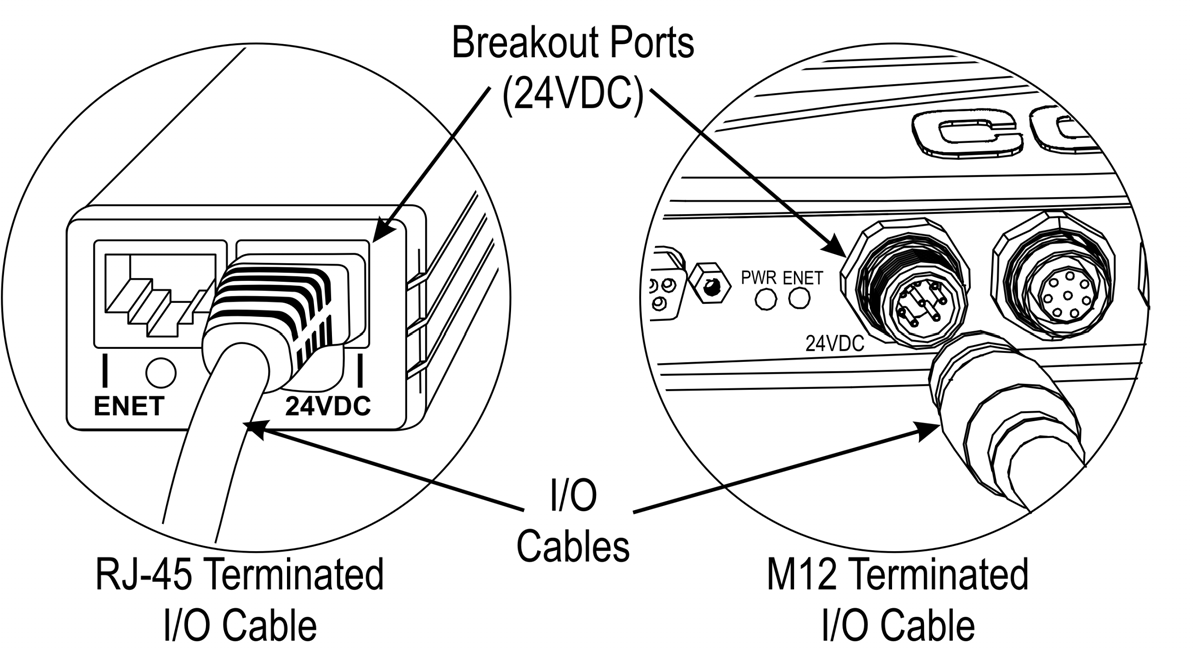 Breakout Ports
(24VDC)
PWR ENET
24VDC
ENET
24VDC
I/O
Cables
RJ-45 Terminated
I/O Cable
M12 Terminated
I/O Cable